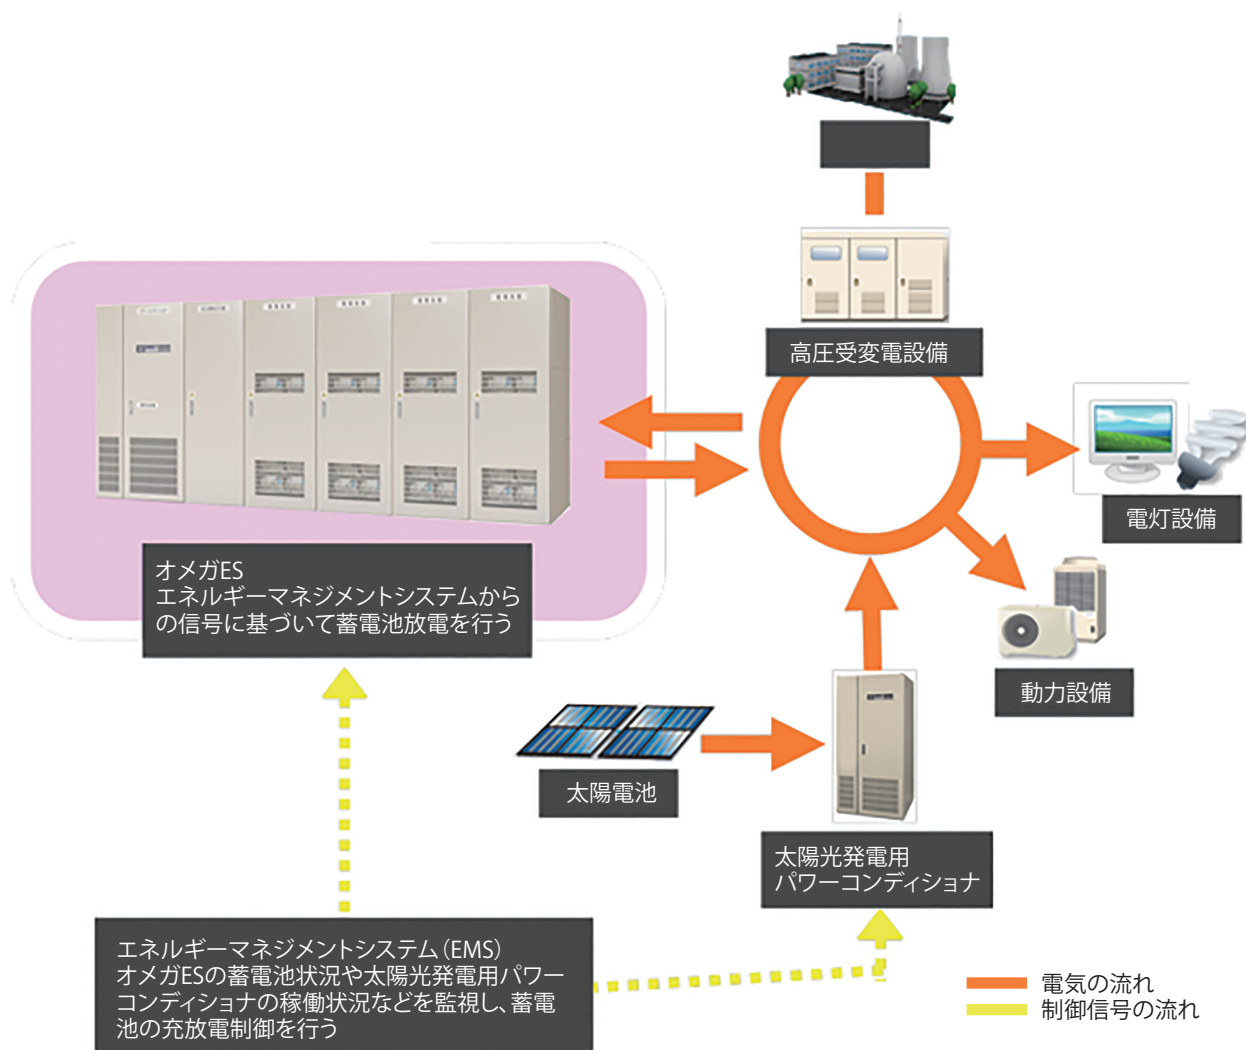 高圧受変電設備
電灯設備
動力設備
オメガES
エネルギーマネジメントシステムから
の信号に基づいて蓄電池放電を行う
太陽電池
太陽光発電用
パワーコンディショナ
エネルギーマネジメントシステム（EMS）
オメガESの蓄電池状況や太陽光発電用パワー
コンディショナの稼働状況などを監視し、蓄電
池の充放電制御を行う
電気の流れ
制御信号の流れ